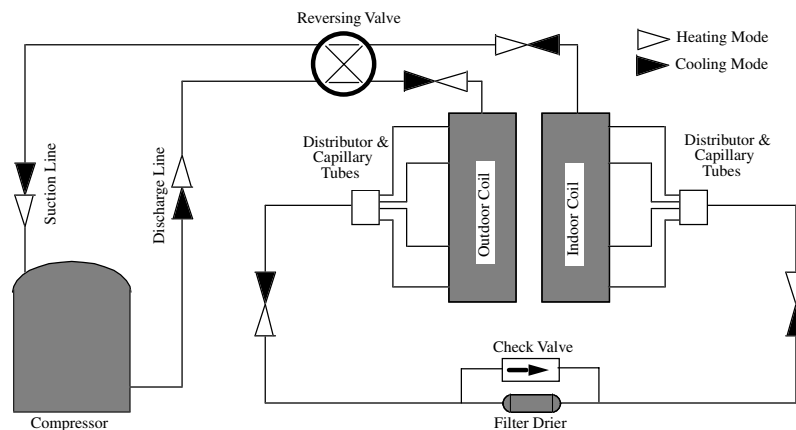 Reversing Valve
Heating Mode
Cooling Mode
Distributor &
Capillary
Tubes
Distributor &
Capillary
Tubes
Suction Line
Discharge Line
Outdoor Coil
Indoor Coil
Check Valve
Compressor
Filter Drier